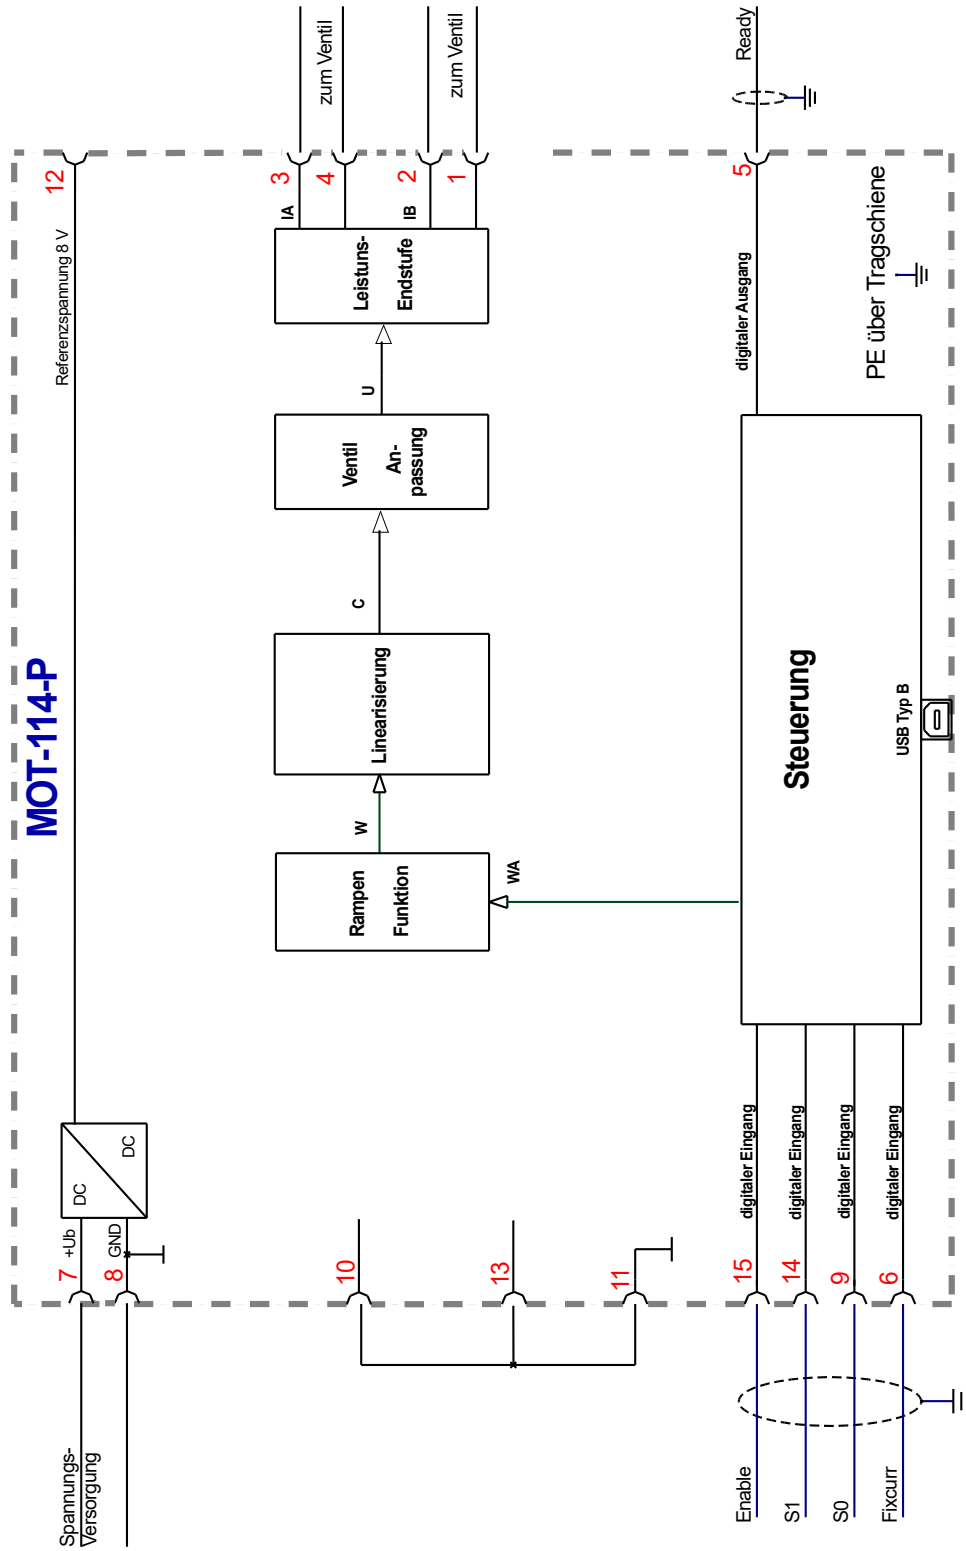 MOT-114-P
Spannungs-
Versorgung
7
+Ub
8
GND
DC
DC
Referenzspannung 8 V
12
10
13
11
Rampen
Funktion
W
Linearisierung
C
Ventil
An-
passung
U
Leistuns-
Endstufe
IA
IB
3
4
2
1
zum Ventil
zum Ventil
WA
Enable
S1
S0
Fixcurr
15
14
9
6
digitaler Eingang
digitaler Eingang
digitaler Eingang
digitaler Eingang
Steuerung
USB Typ B
digitaler Ausgang
5
Ready
PE über Tragschiene